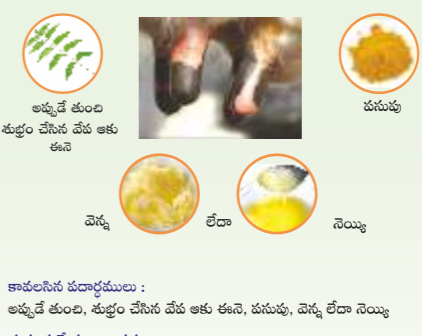 అప్పుడే తుంచి
శుభ్రం చేసిన వేప ఆకు
ఈనె
పసుపు
వెన్న
లేదా
నెయ్యి
కావలసిన పదార్థములు :
అప్పుడే తుంచి, శుభ్రం చేసిన వేప ఆకు ఈనె, పసుపు, వెన్న లేదా నెయ్యి